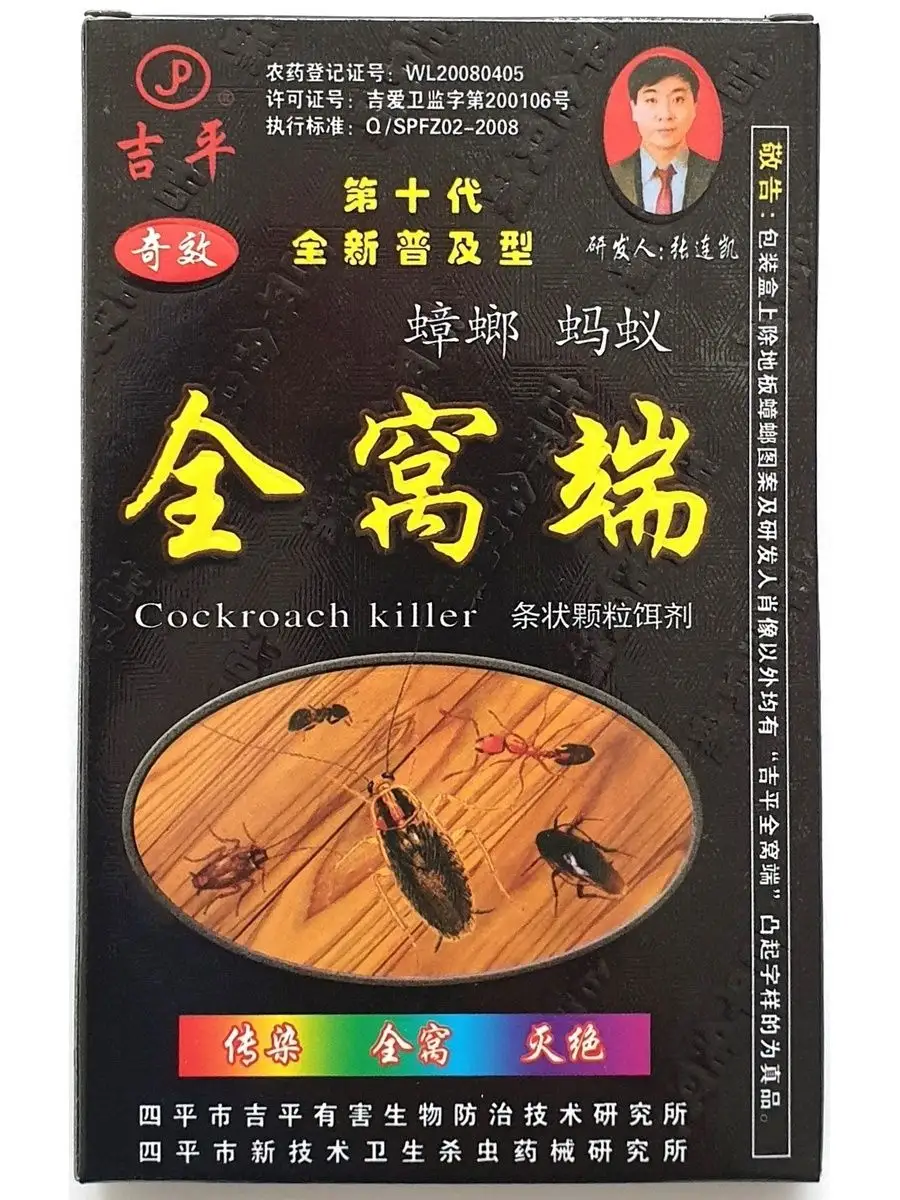 JP ®
吉平
农药登记证号：WL20080405
许可证号：吉爱卫监字第200106号
执行标准：Q/SPFZ02-2008
第十代
全新普及型
奇效
研发人：张连凯
蟑螂 蚂蚁
全窝端
Cockroach killer 条状颗粒饵剂
传染 全窝 灭绝
四平市吉平有害生物防治技术研究所
四平市新技术卫生杀虫药械研究所
敬告：包装盒上除地板蟑螂图案及研发人肖像以外均有“吉平全窝端”凸起字样的为真品。